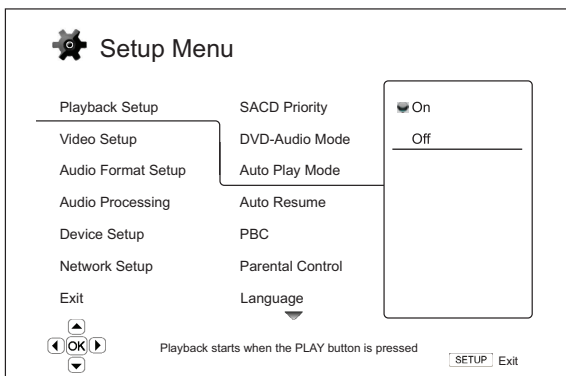 Setup Menu
Playback Setup
Video Setup
Audio Format Setup
Audio Processing
Device Setup
Network Setup
Exit
SACD Priority
DVD-Audio Mode
Auto Play Mode
Auto Resume
PBC
Parental Control
Language
On
Off
OK
Playback starts when the PLAY button is pressed
SETUP Exit